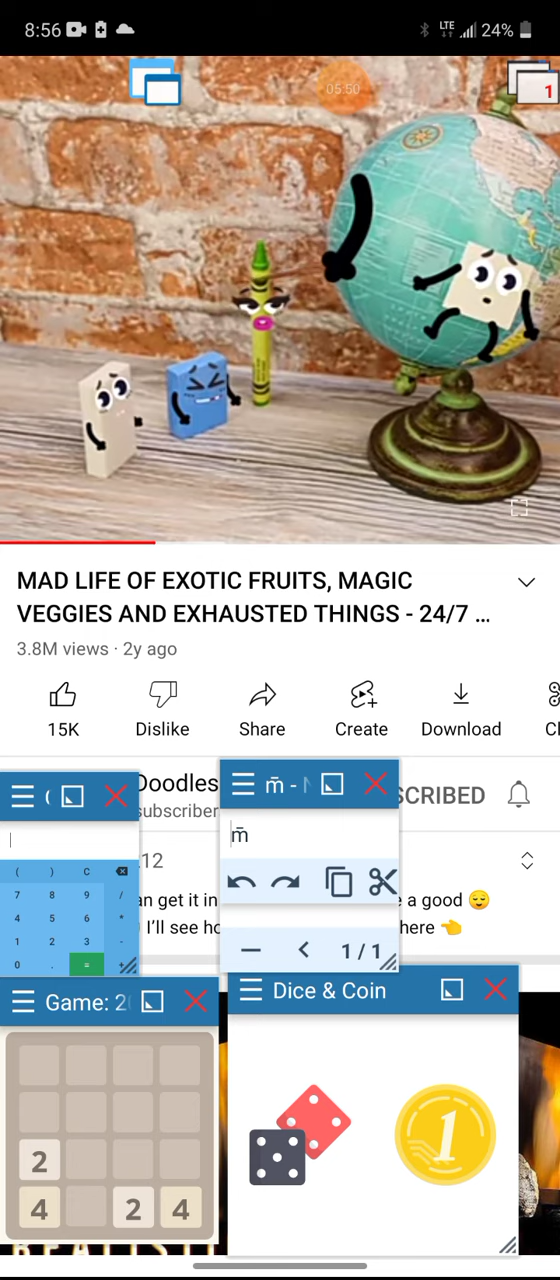 8:56 LTE 24%
05:50
1
MAD LIFE OF EXOTIC FRUITS, MAGIC
VEGGIES AND EXHAUSTED THINGS - 24/7 ...
3.8M views · 2y ago
15K Dislike Share Create Download
Doodles
subscriber
SCRIBED
m̄ -
m̄
12
an get it in
e a good 😌
I'll see
here 👈
( ) C
7 8 9 /
4 5 6 *
1 2 3 -
0 . = +
1 / 1
Game: 2
Dice & Coin
2
4 2 4
1